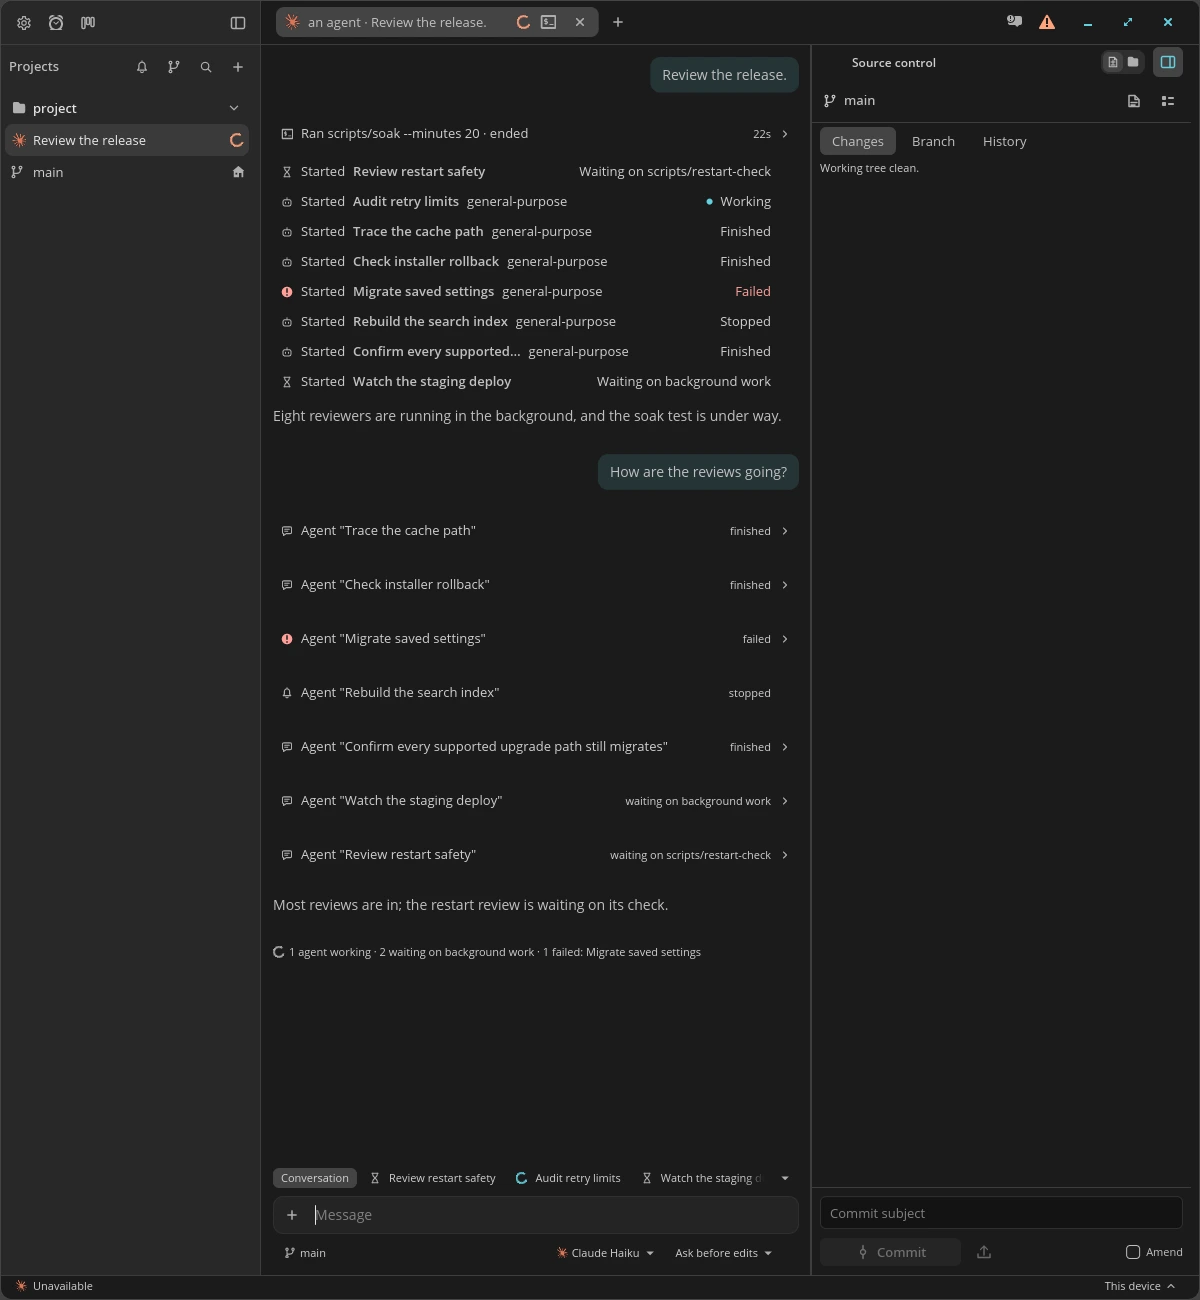 an agent · Review the release.
Projects
project
Review the release
main
Review the release.
Ran scripts/soak --minutes 20 · ended 22s
Started Review restart safety Waiting on scripts/restart-check
Started Audit retry limits general-purpose Working
Started Trace the cache path general-purpose Finished
Started Check installer rollback general-purpose Finished
Started Migrate saved settings general-purpose Failed
Started Rebuild the search index general-purpose Stopped
Started Confirm every supported… general-purpose Finished
Started Watch the staging deploy Waiting on background work
Eight reviewers are running in the background, and the soak test is under way.
How are the reviews going?
Agent "Trace the cache path" finished
Agent "Check installer rollback" finished
Agent "Migrate saved settings" failed
Agent "Rebuild the search index" stopped
Agent "Confirm every supported upgrade path still migrates" finished
Agent "Watch the staging deploy" waiting on background work
Agent "Review restart safety" waiting on scripts/restart-check
Most reviews are in; the restart review is waiting on its check.
1 agent working · 2 waiting on background work · 1 failed: Migrate saved settings
Conversation Review restart safety Audit retry limits Watch the staging d
Message
main Claude Haiku Ask before edits
Source control
main
Changes Branch History
Working tree clean.
Commit subject
Commit Amend
Unavailable This device